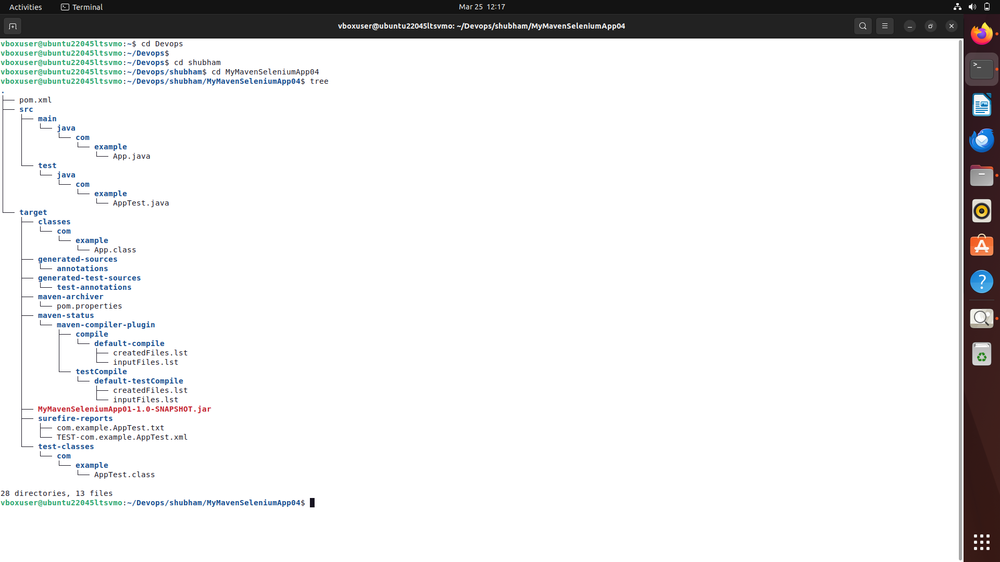 Activities Terminal Mar 25 12:17
vboxuser@ubuntu22045ltsvmo: ~/Devops/shubham/MyMavenSeleniumApp04
vboxuser@ubuntu22045ltsvmo:~$ cd Devops
vboxuser@ubuntu22045ltsvmo:~/Devops$
vboxuser@ubuntu22045ltsvmo:~/Devops$ cd shubham
vboxuser@ubuntu22045ltsvmo:~/Devops/shubham$ cd MyMavenSeleniumApp04
vboxuser@ubuntu22045ltsvmo:~/Devops/shubham/MyMavenSeleniumApp04$ tree
.
├── pom.xml
├── src
│   ├── main
│   │   └── java
│   │       └── com
│   │           └── example
│   │               └── App.java
│   └── test
│       └── java
│           └── com
│               └── example
│                   └── AppTest.java
└── target
    ├── classes
    │   └── com
    │       └── example
    │           └── App.class
    ├── generated-sources
    │   └── annotations
    ├── generated-test-sources
    │   └── test-annotations
    ├── maven-archiver
    │   └── pom.properties
    ├── maven-status
    │   └── maven-compiler-plugin
    │       ├── compile
    │       │   └── default-compile
    │       │       ├── createdFiles.lst
    │       │       └── inputFiles.lst
    │       └── testCompile
    │           └── default-testCompile
    │               ├── createdFiles.lst
    │               └── inputFiles.lst
    ├── MyMavenSeleniumApp01-1.0-SNAPSHOT.jar
    ├── surefire-reports
    │   ├── com.example.AppTest.txt
    │   └── TEST-com.example.AppTest.xml
    └── test-classes
        └── com
            └── example
                └── AppTest.class

28 directories, 13 files
vboxuser@ubuntu22045ltsvmo:~/Devops/shubham/MyMavenSeleniumApp04$